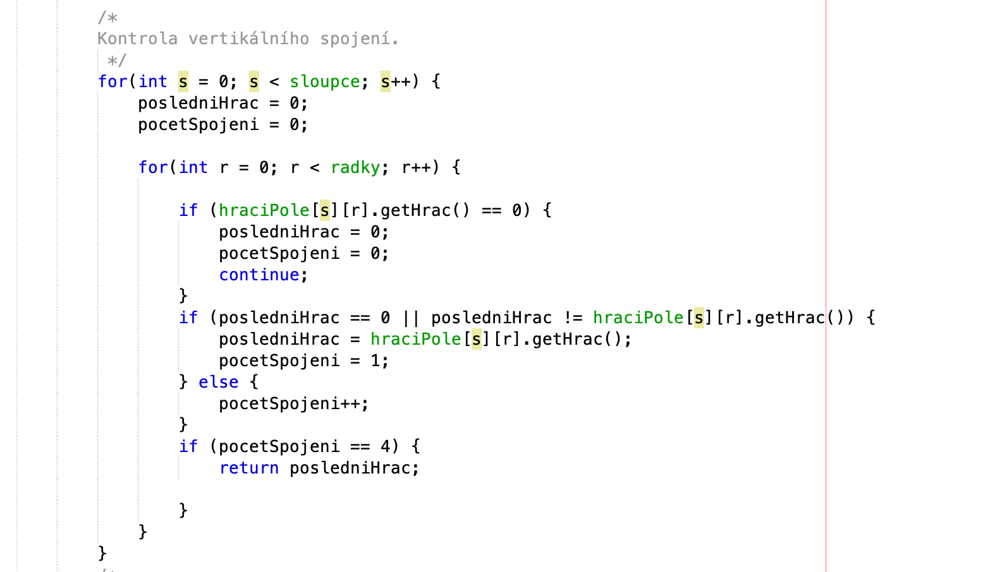 /*
Kontrola vertikálního spojení.
*/
for(int s = 0; s < sloupce; s++) {
posledniHrac = 0;
pocetSpojeni = 0;
for(int r = 0; r < radky; r++) {
if (hraciPole[s][r].getHrac() == 0) {
posledniHrac = 0;
pocetSpojeni = 0;
continue;
}
if (posledniHrac == 0 || posledniHrac != hraciPole[s][r].getHrac()) {
posledniHrac = hraciPole[s][r].getHrac();
pocetSpojeni = 1;
} else {
pocetSpojeni++;
}
if (pocetSpojeni == 4) {
return posledniHrac;
}
}
}